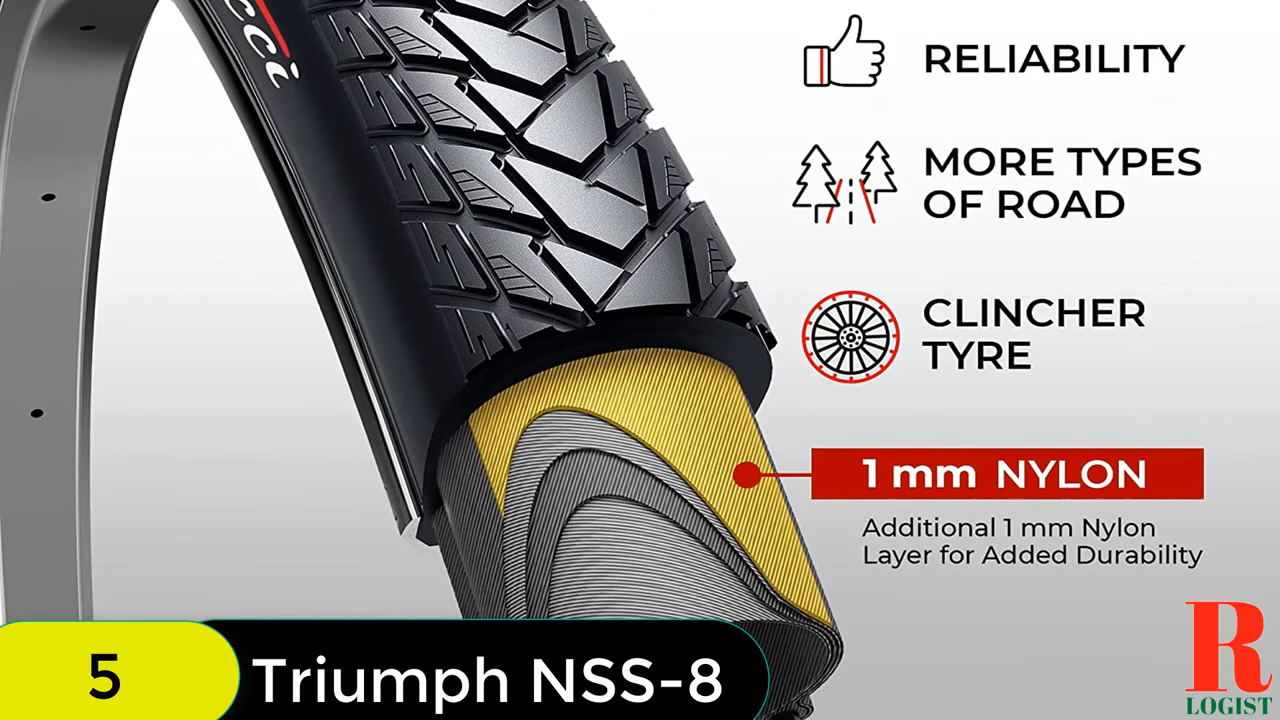 cci
RELIABILITY
MORE TYPES
OF ROAD
CLINCHER
TYRE
1 mm NYLON
Additional 1 mm Nylon
Layer for Added Durability
5
Triumph NSS-8
R
LOGIST